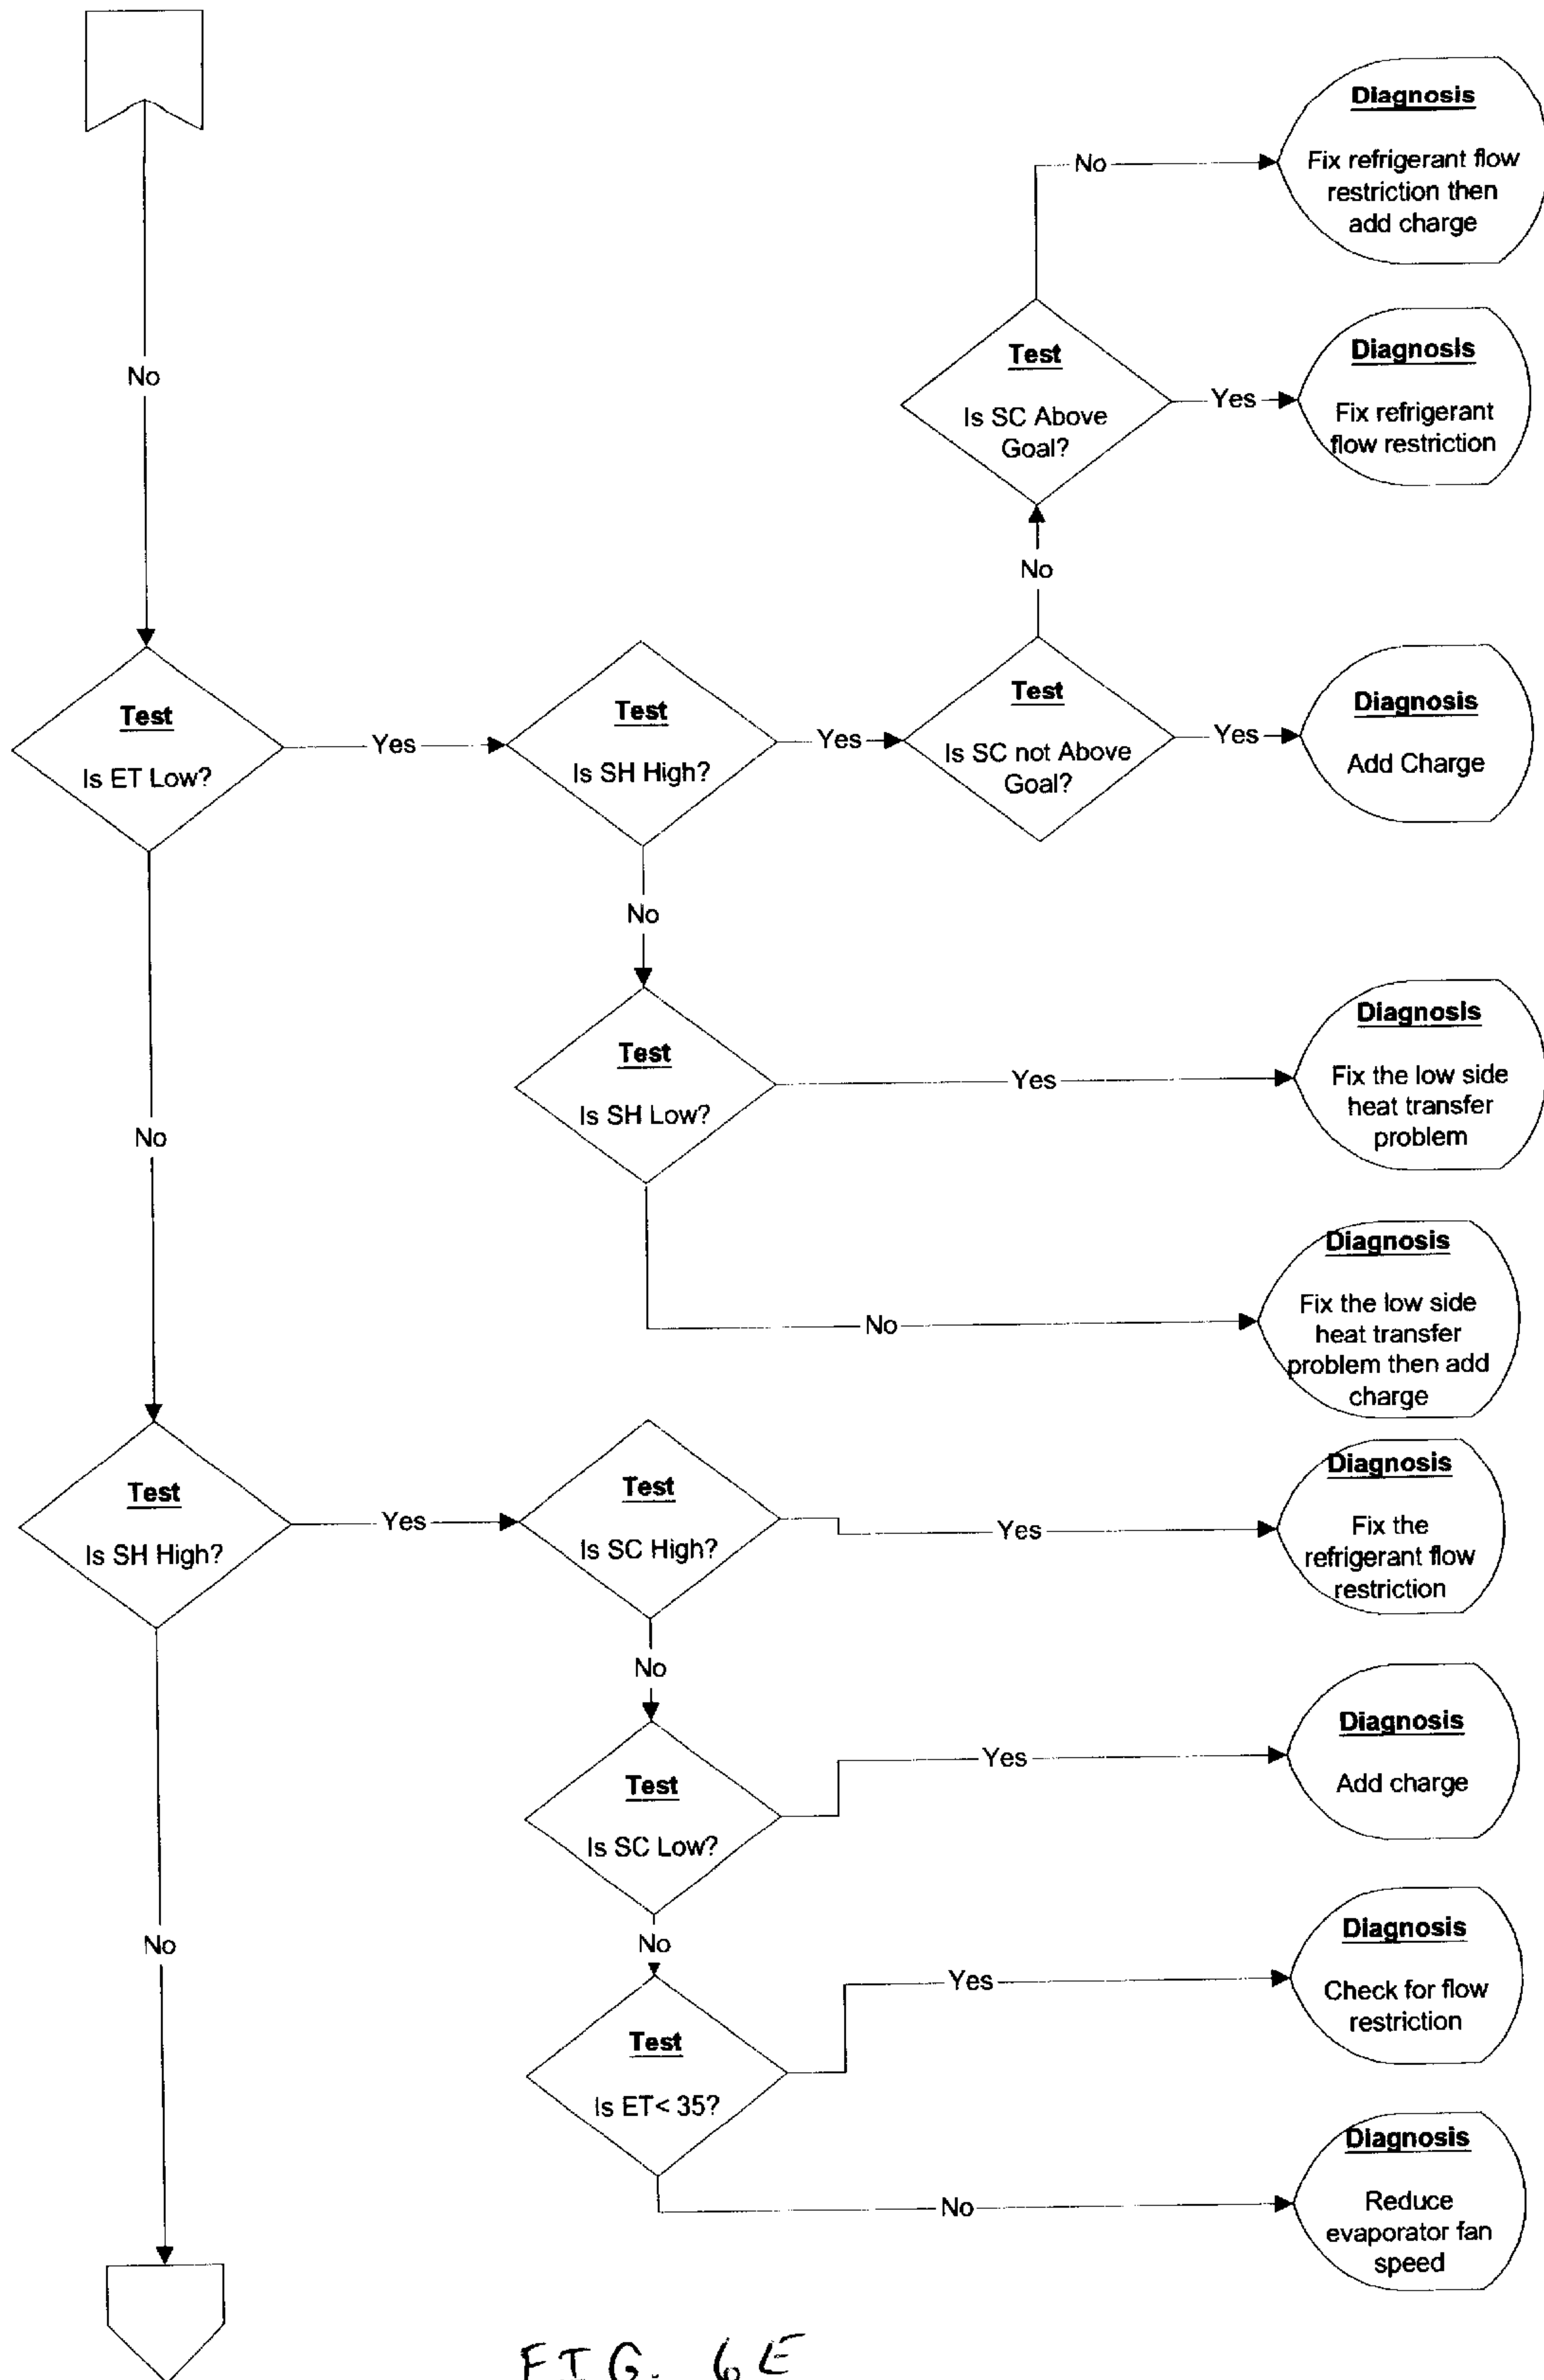 Diagnosis
Fix refrigerant flow
restriction then
add charge
No
Test
Is SC Above
Goal?
Yes
Diagnosis
Fix refrigerant
flow restriction
No
No
Test
Is ET Low?
Yes
Test
Is SH High?
Yes
Test
Is SC not Above
Goal?
Yes
Diagnosis
Add Charge
No
Test
Is SH Low?
Yes
Diagnosis
Fix the low side
heat transfer
problem
No
No
Diagnosis
Fix the low side
heat transfer
problem then add
charge
Test
Is SH High?
Yes
Test
Is SC High?
Yes
Diagnosis
Fix the
refrigerant flow
restriction
No
Test
Is SC Low?
Yes
Diagnosis
Add charge
No
No
Test
Is ET< 35?
Yes
Diagnosis
Check for flow
restriction
No
Diagnosis
Reduce
evaporator fan
speed
FIG. 6E